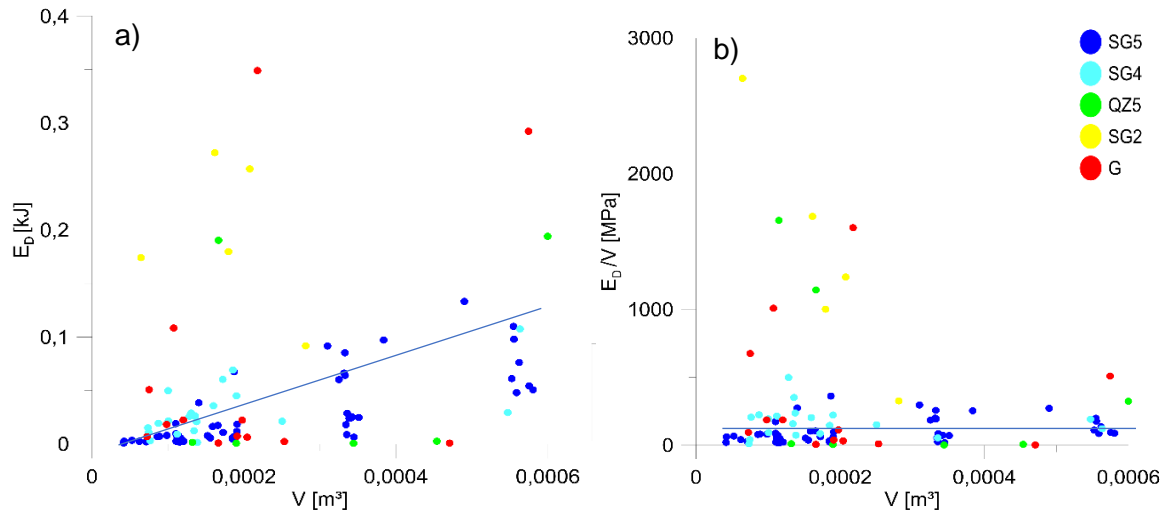 a)
0,4
0,3
0,2
0,1
0
E_D [kJ]
0
0,0002
0,0004
0,0006
V [m³]
b)
3000
2000
1000
0
E_D/V [MPa]
0
0,0002
0,0004
0,0006
V [m³]
SG5
SG4
QZ5
SG2
G